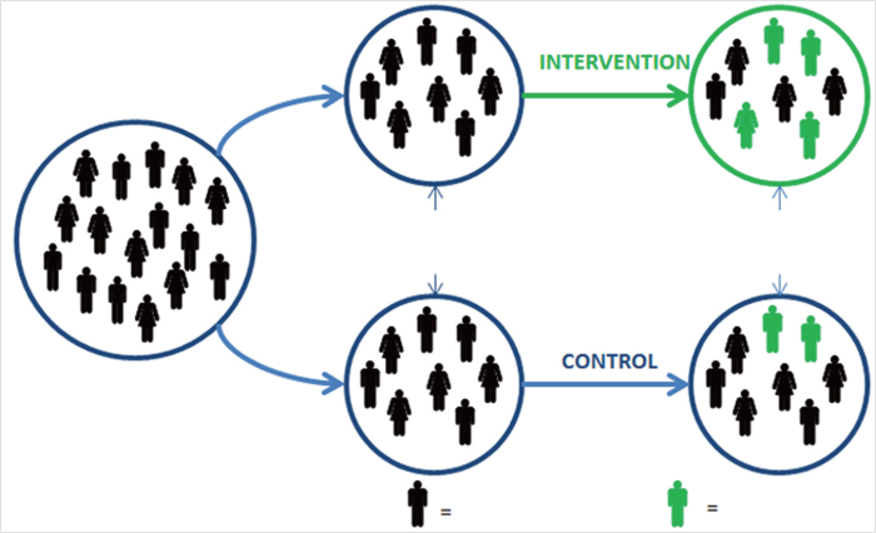 INTERVENTION
CONTROL
=
=